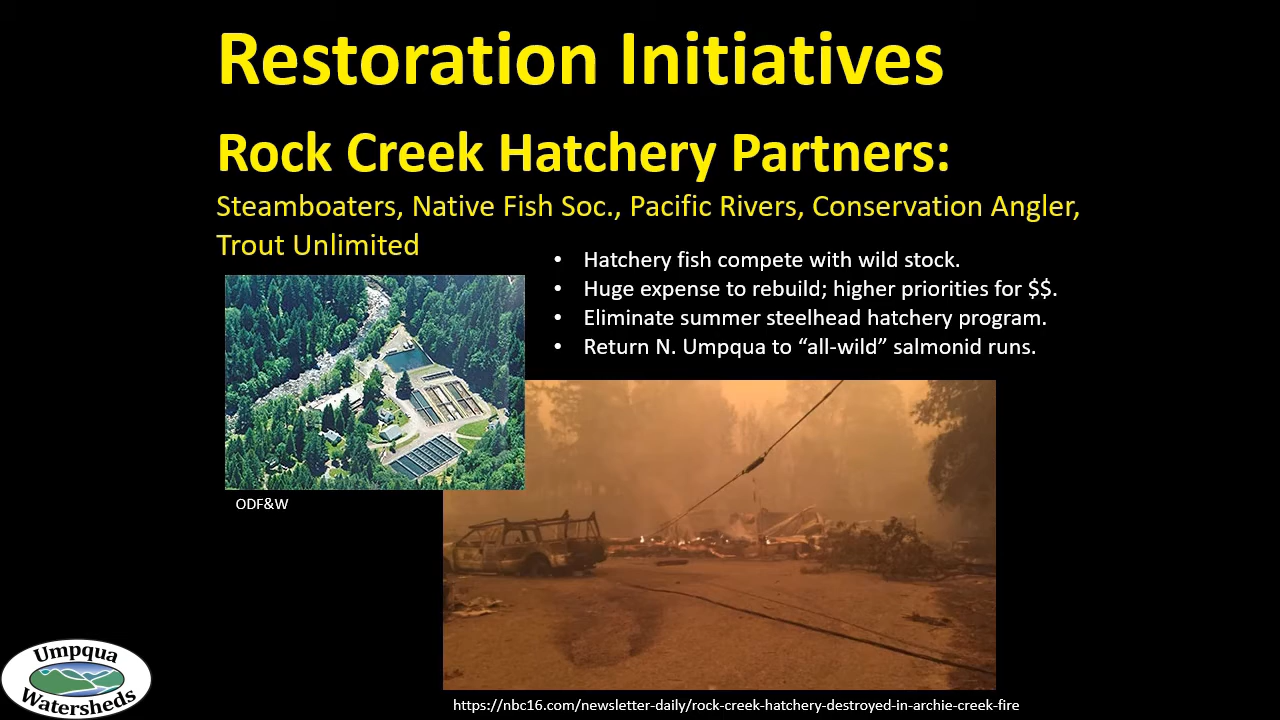 Restoration Initiatives
Rock Creek Hatchery Partners:
Steamboaters, Native Fish Soc., Pacific Rivers, Conservation Angler,
Trout Unlimited
• Hatchery fish compete with wild stock.
• Huge expense to rebuild; higher priorities for $$.
• Eliminate summer steelhead hatchery program.
• Return N. Umpqua to “all-wild” salmonid runs.
ODF&W
Umpqua
Watersheds
https://nbc16.com/newsletter-daily/rock-creek-hatchery-destroyed-in-archie-creek-fire